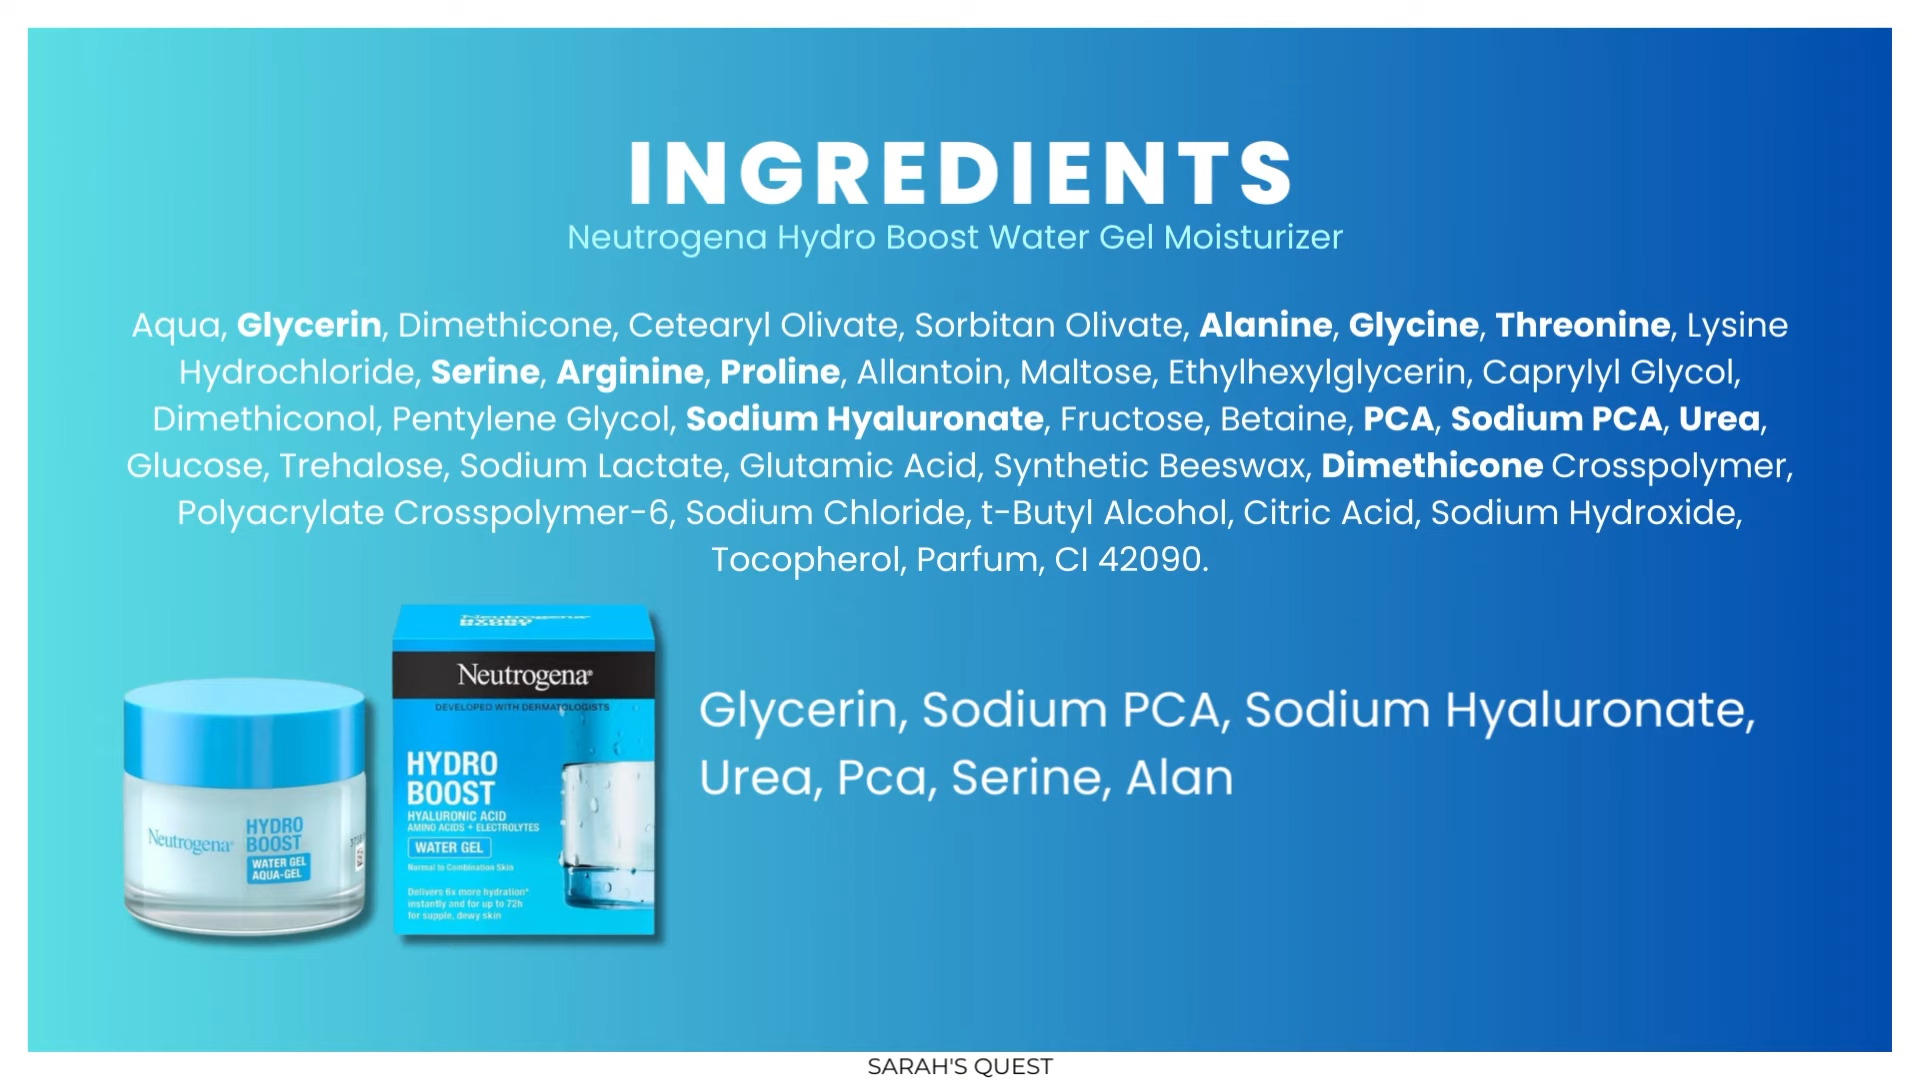 INGREDIENTS
Neutrogena Hydro Boost Water Gel Moisturizer
Aqua, Glycerin, Dimethicone, Cetearyl Olivate, Sorbitan Olivate, Alanine, Glycine, Threonine, Lysine
Hydrochloride, Serine, Arginine, Proline, Allantoin, Maltose, Ethylhexylglycerin, Caprylyl Glycol,
Dimethiconol, Pentylene Glycol, Sodium Hyaluronate, Fructose, Betaine, PCA, Sodium PCA, Urea,
Glucose, Trehalose, Sodium Lactate, Glutamic Acid, Synthetic Beeswax, Dimethicone Crosspolymer,
Polyacrylate Crosspolymer-6, Sodium Chloride, t-Butyl Alcohol, Citric Acid, Sodium Hydroxide,
Tocopherol, Parfum, CI 42090.
Neutrogena®
HYDRO
BOOST
WATER GEL
AQUA-GEL
Neutrogena
HYDRO
BOOST
Neutrogena®
DEVELOPED WITH DERMATOLOGISTS
HYDRO
BOOST
HYALURONIC ACID
AMINO ACIDS + ELECTROLYTES
WATER GEL
Normal to Combination Skin
Delivers 6x more hydration*
instantly and for up to 72h
for supple, dewy skin
Glycerin, Sodium PCA, Sodium Hyaluronate,
Urea, Pca, Serine, Alan
SARAH'S QUEST